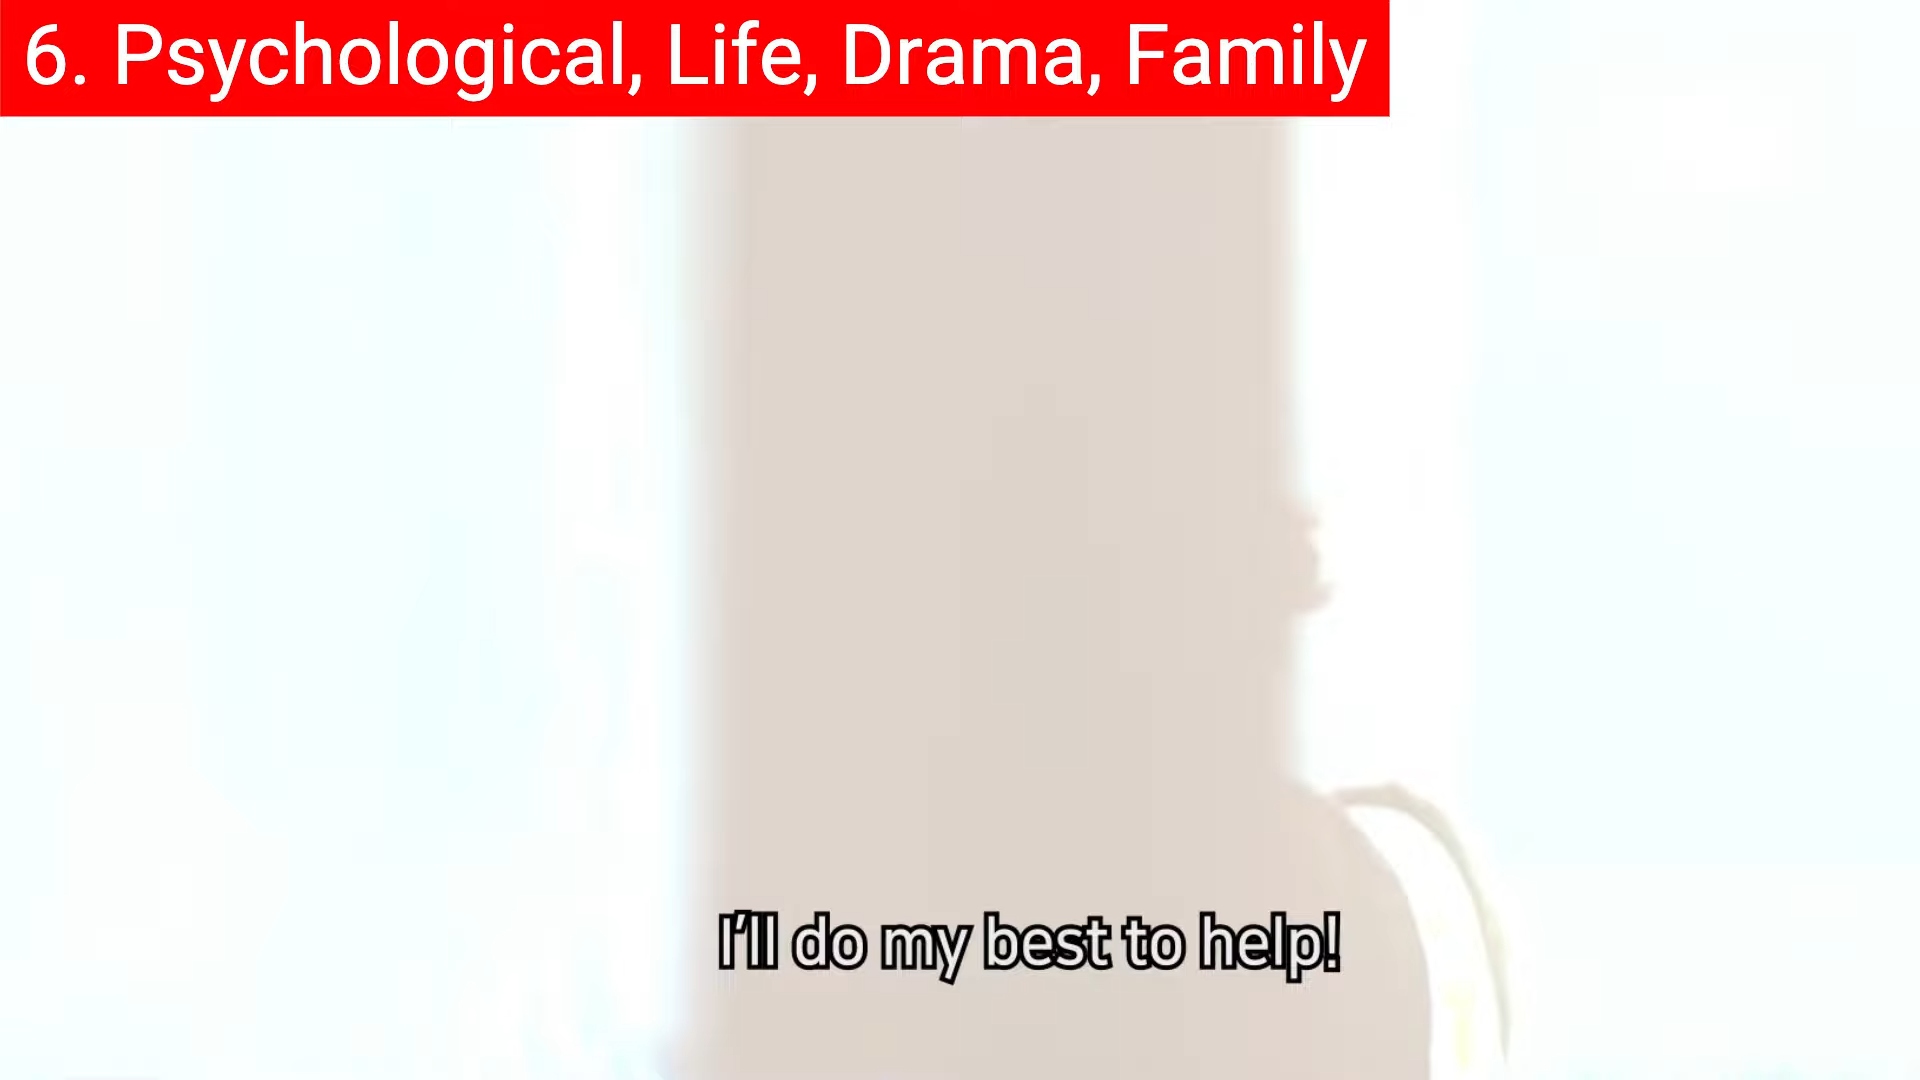 6. Psychological, Life, Drama, Family
I'll do my best to help!